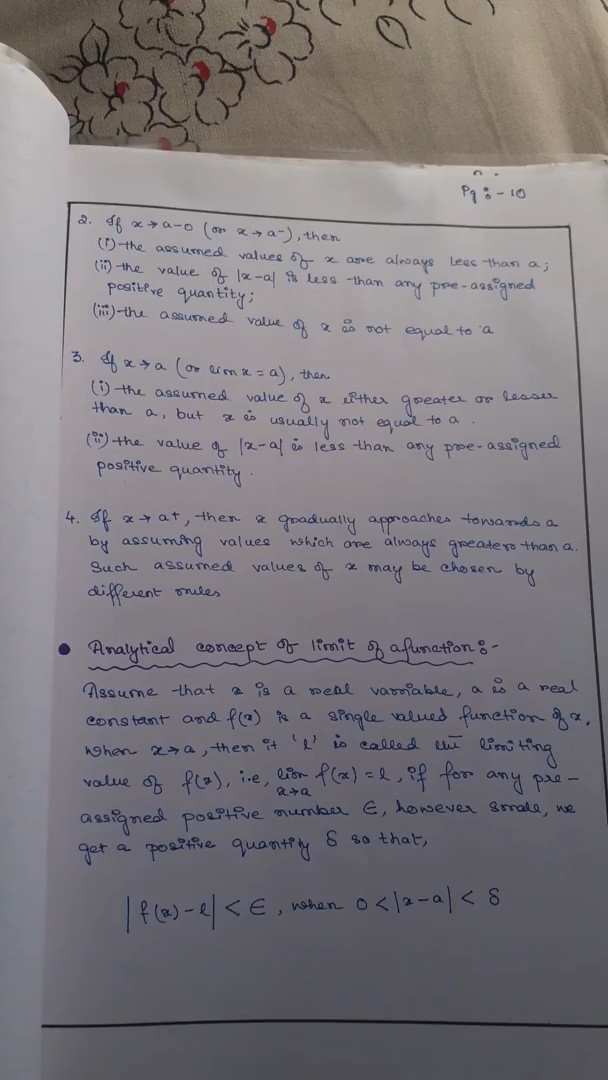 Pg :- 10
2. If x → a-0 (or x → a-), then
(i) the assumed values of x are always less than a;
(ii) the value of |x-a| is less than any pre-assigned
positive quantity;
(iii) the assumed value of x is not equal to a
3. If x → a (or lim x = a), then
(i) the assumed value of x either greater or lesser
than a, but x is usually not equal to a.
(ii) the value of |x-a| is less than any pre-assigned
positive quantity.
4. If x → a+, then x gradually approaches towards a
by assuming values which are always greater than a.
Such assumed values of x may be chosen by
different rules
• Analytical concept of limit of a function :-
Assume that x is a real variable, a is a real
constant and f(x) is a single valued function of x,
when x → a, then it 'l' is called limiting
value of f(x), i.e, lim f(x) = l, if for any pre-
x→a
assigned positive number ∈, however small, we
get a positive quantity δ so that,
|f(x)-l| < ∈, when 0 < |x-a| < δ